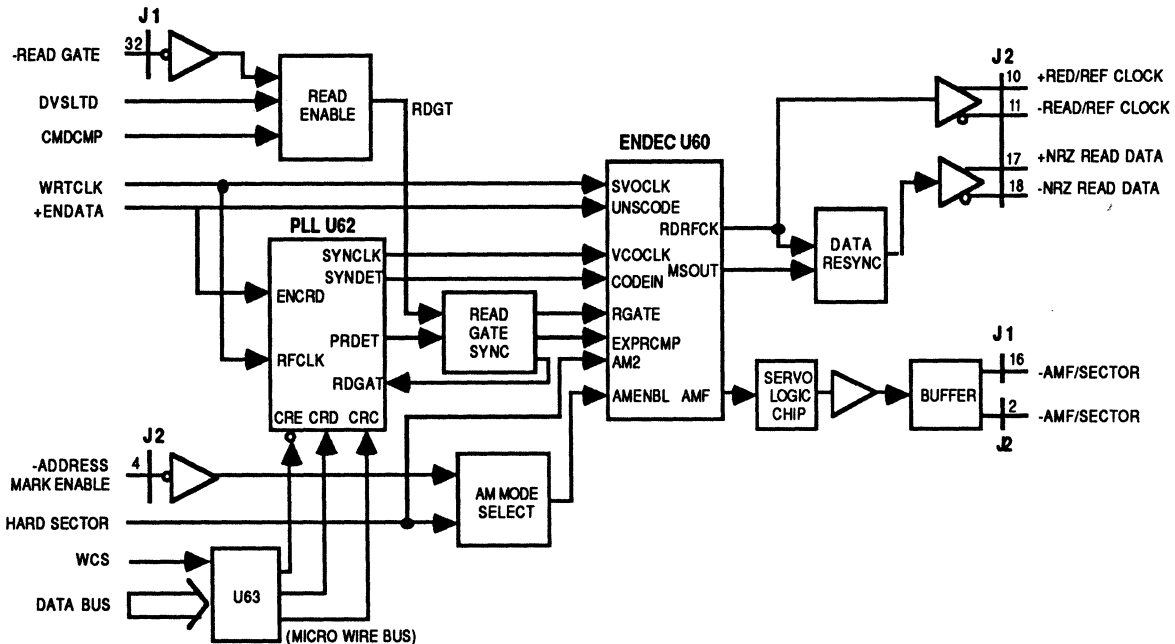 J1
32
-READ GATE
DVSLTD
CMDCMP
READ
ENABLE
RDGT
WRTCLK
+ENDATA
PLL U62
SYNCLK
SYNDET
ENCRD
PRDET
RFCLK
RDGAT
CRE CRD CRC
READ
GATE
SYNC
ENDEC U60
SVOCLK
UNSCODE
RDRFCK
VCOCLK
MSOUT
CODEIN
RGATE
EXPRCMP
AM2
AMENBL AMF
DATA
RESYNC
J2
10
+RED/REF CLOCK
11
-READ/REF CLOCK
17
+NRZ READ DATA
18
-NRZ READ DATA
SERVO
LOGIC
CHIP
BUFFER
J1
16
-AMF/SECTOR
2
-AMF/SECTOR
J2
J2
4
-ADDRESS
MARK ENABLE
AM MODE
SELECT
HARD SECTOR
WCS
DATA BUS
U63
(MICRO WIRE BUS)